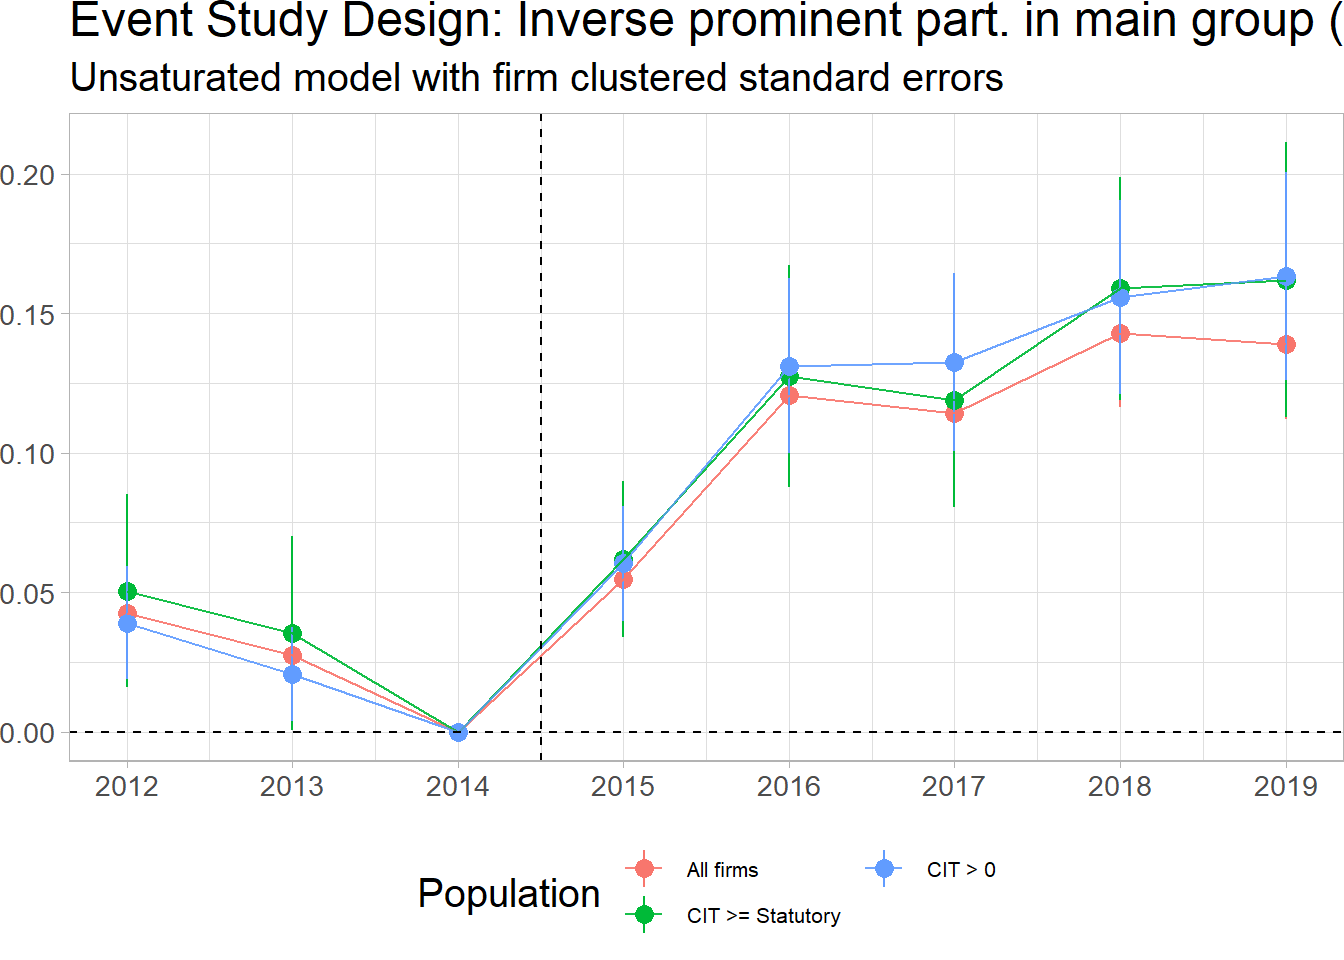 Event Study Design: Inverse prominent part. in main group (
Unsaturated model with firm clustered standard errors
0.20
0.15
0.10
0.05
0.00
2012 2013 2014 2015 2016 2017 2018 2019
Population
All firms
CIT > 0
CIT >= Statutory